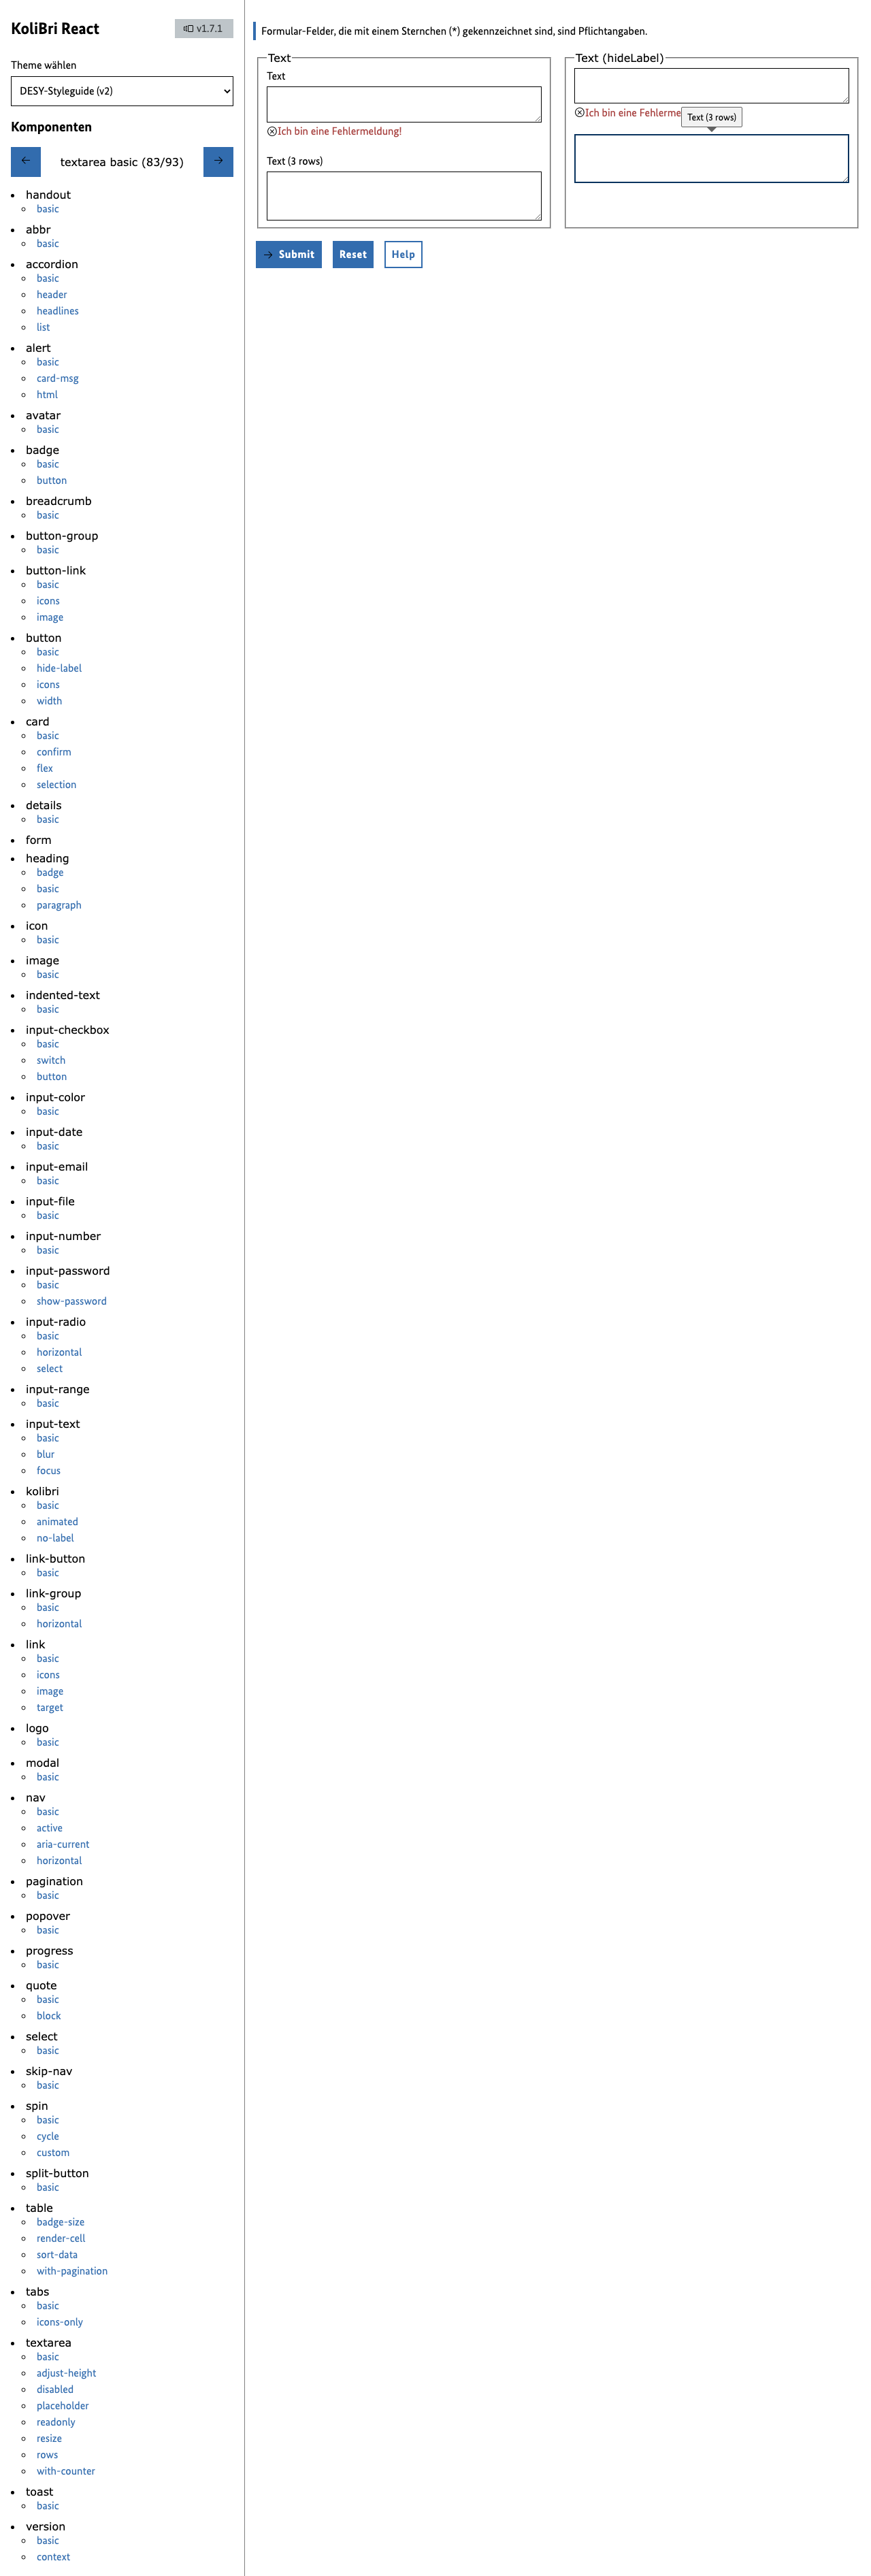 KoliBri React
v1.7.1
Theme wählen
DESY-Styleguide (v2)
Komponenten
textarea basic (83/93)
handout
basic
abbr
basic
accordion
basic
header
headlines
list
alert
basic
card-msg
html
avatar
basic
badge
basic
button
breadcrumb
basic
button-group
basic
button-link
basic
icons
image
button
basic
hide-label
icons
width
card
basic
confirm
flex
selection
details
basic
form
heading
badge
basic
paragraph
icon
basic
image
basic
indented-text
basic
input-checkbox
basic
switch
button
input-color
basic
input-date
basic
input-email
basic
input-file
basic
input-number
basic
input-password
basic
show-password
input-radio
basic
horizontal
select
input-range
basic
input-text
basic
blur
focus
kolibri
basic
animated
no-label
link-button
basic
link-group
basic
horizontal
link
basic
icons
image
target
logo
basic
modal
basic
nav
basic
active
aria-current
horizontal
pagination
basic
popover
basic
progress
basic
quote
basic
block
select
basic
skip-nav
basic
spin
basic
cycle
custom
split-button
basic
table
badge-size
render-cell
sort-data
with-pagination
tabs
basic
icons-only
textarea
basic
adjust-height
disabled
placeholder
readonly
resize
rows
with-counter
toast
basic
version
basic
context
Formular-Felder, die mit einem Sternchen (*) gekennzeichnet sind, sind Pflichtangaben.
Text
Text
Ich bin eine Fehlermeldung!
Text (3 rows)
Text (hideLabel)
Ich bin eine Fehlerme
Text (3 rows)
Submit
Reset
Help